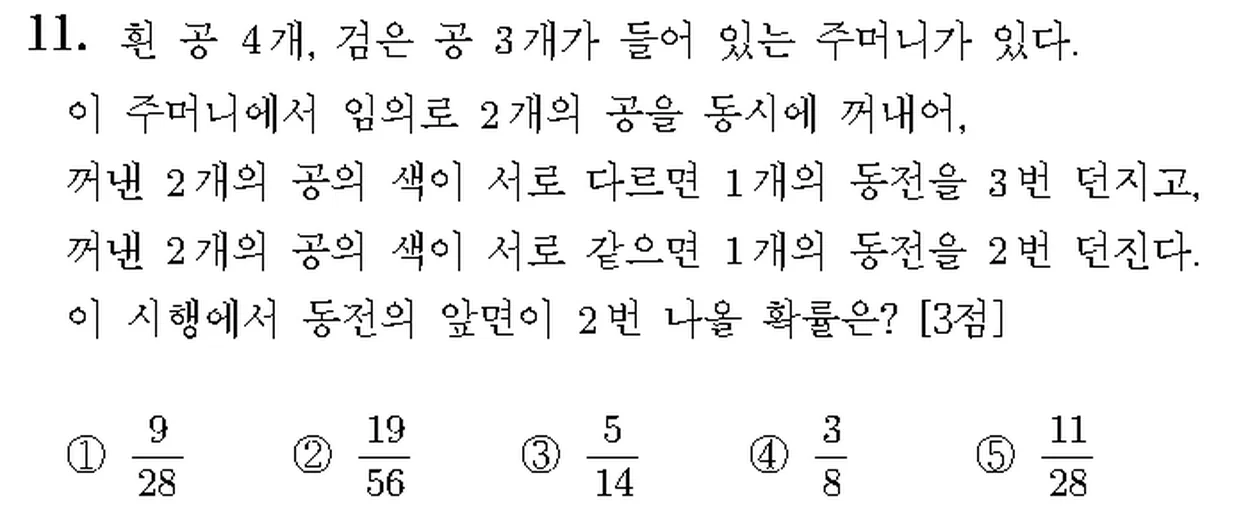 11. 흰 공 4개, 검은 공 3개가 들어 있는 주머니가 있다.
이 주머니에서 임의로 2개의 공을 동시에 꺼내어,
꺼낸 2개의 공의 색이 서로 다르면 1개의 동전을 3번 던지고,
꺼낸 2개의 공의 색이 서로 같으면 1개의 동전을 2번 던진다.
이 시행에서 동전의 앞면이 2번 나올 확률은? [3점]
① 9/28 ② 19/56 ③ 5/14 ④ 3/8 ⑤ 11/28